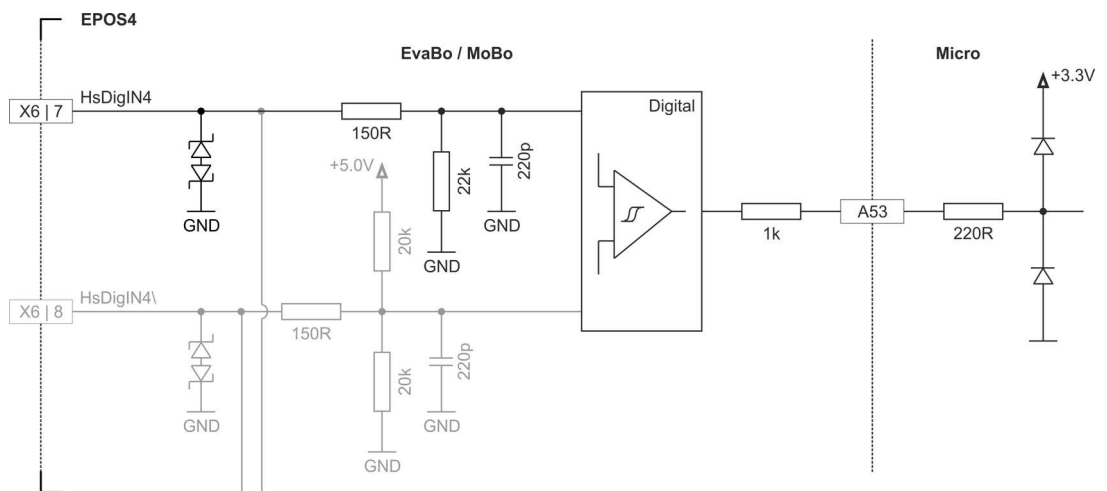 EPOS4
EvaBo / MoBo
Micro
+3.3V
X6 | 7
HsDigIN4
Digital
150R
22k
220p
GND
+5.0V
GND
GND
20k
1k
A53
220R
X6 | 8
HsDigIN4\
150R
20k
220p
GND
GND
GND